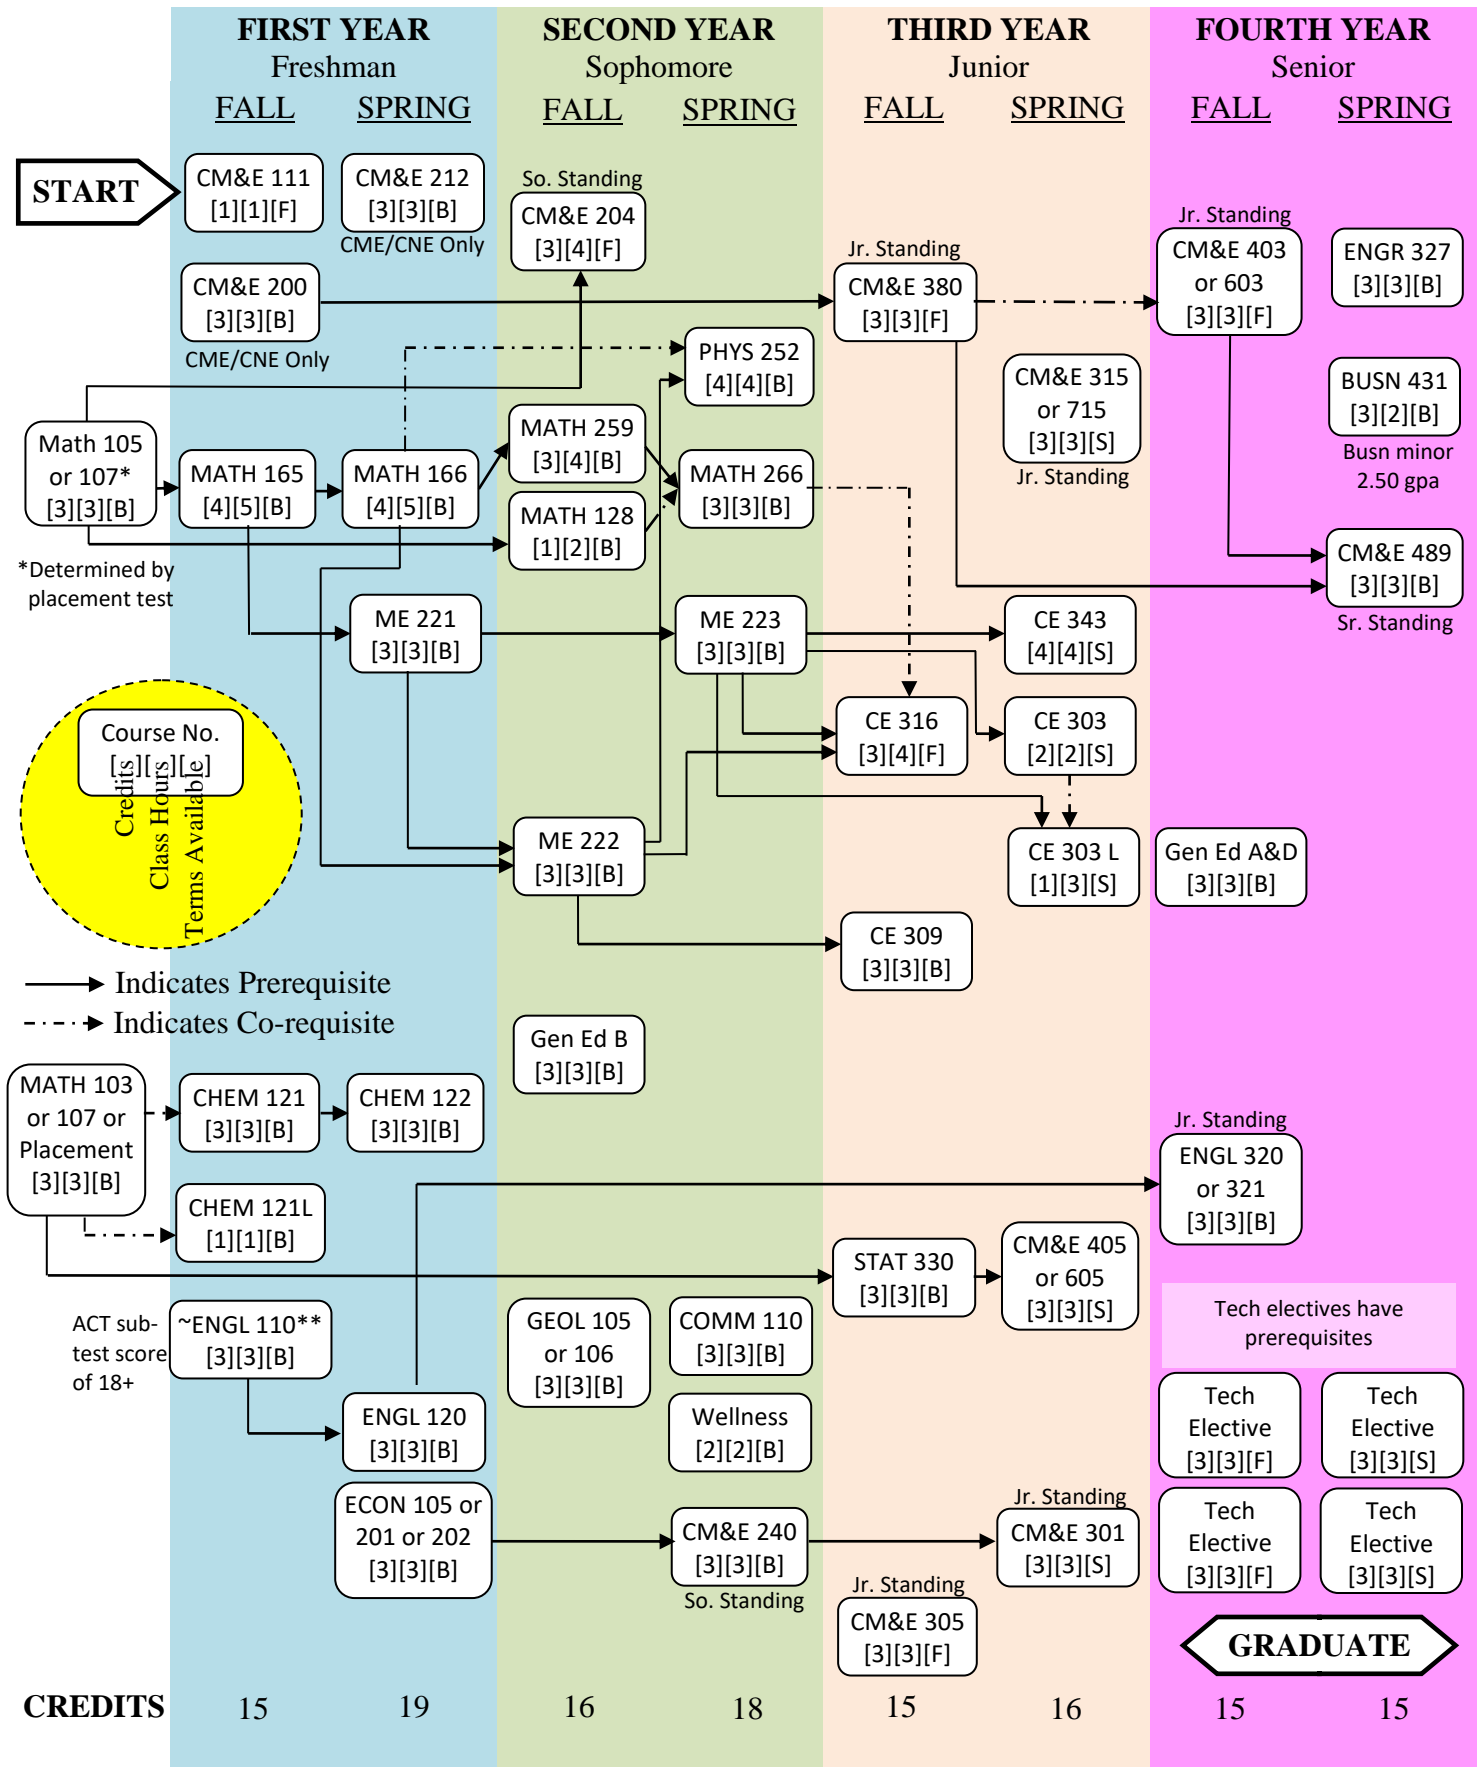 FIRST YEAR
Freshman
FALL
SPRING
SECOND YEAR
Sophomore
FALL
SPRING
THIRD YEAR
Junior
FALL
SPRING
FOURTH YEAR
Senior
FALL
SPRING
START
CM&E 111
[1][1][F]
CM&E 212
[3][3][B]
CME/CNE Only
So. Standing
CM&E 204
[3][4][F]
Jr. Standing
CM&E 403
or 603
[3][3][F]
ENGR 327
[3][3][B]
CM&E 200
[3][3][B]
CME/CNE Only
Jr. Standing
CM&E 380
[3][3][F]
PHYS 252
[4][4][B]
CM&E 315
or 715
[3][3][S]
Jr. Standing
BUSN 431
[3][2][B]
Busn minor
2.50 gpa
Math 105
or 107*
[3][3][B]
*Determined by
placement test
MATH 165
[4][5][B]
MATH 166
[4][5][B]
MATH 259
[3][4][B]
MATH 128
[1][2][B]
MATH 266
[3][3][B]
CM&E 489
[3][3][B]
Sr. Standing
ME 221
[3][3][B]
ME 223
[3][3][B]
CE 343
[4][4][S]
Course No.
[ ][ ][ ]
Credits
Class Hours
Terms Available
CE 316
[3][4][F]
CE 303
[2][2][S]
ME 222
[3][3][B]
CE 303 L
[1][3][S]
Gen Ed A&D
[3][3][B]
CE 309
[3][3][B]
Indicates Prerequisite
Indicates Co-requisite
Gen Ed B
[3][3][B]
MATH 103
or 107 or
Placement
[3][3][B]
CHEM 121
[3][3][B]
CHEM 122
[3][3][B]
Jr. Standing
ENGL 320
or 321
[3][3][B]
CHEM 121L
[1][1][B]
STAT 330
[3][3][B]
CM&E 405
or 605
[3][3][S]
ACT sub-
test score
of 18+
~ENGL 110**
[3][3][B]
GEOL 105
or 106
[3][3][B]
COMM 110
[3][3][B]
Tech electives have
prerequisites
ENGL 120
[3][3][B]
Wellness
[2][2][B]
Tech
Elective
[3][3][F]
Tech
Elective
[3][3][S]
ECON 105 or
201 or 202
[3][3][B]
CM&E 240
[3][3][B]
So. Standing
Jr. Standing
CM&E 301
[3][3][S]
Tech
Elective
[3][3][F]
Tech
Elective
[3][3][S]
Jr. Standing
CM&E 305
[3][3][F]
GRADUATE
CREDITS
15
19
16
18
15
16
15
15